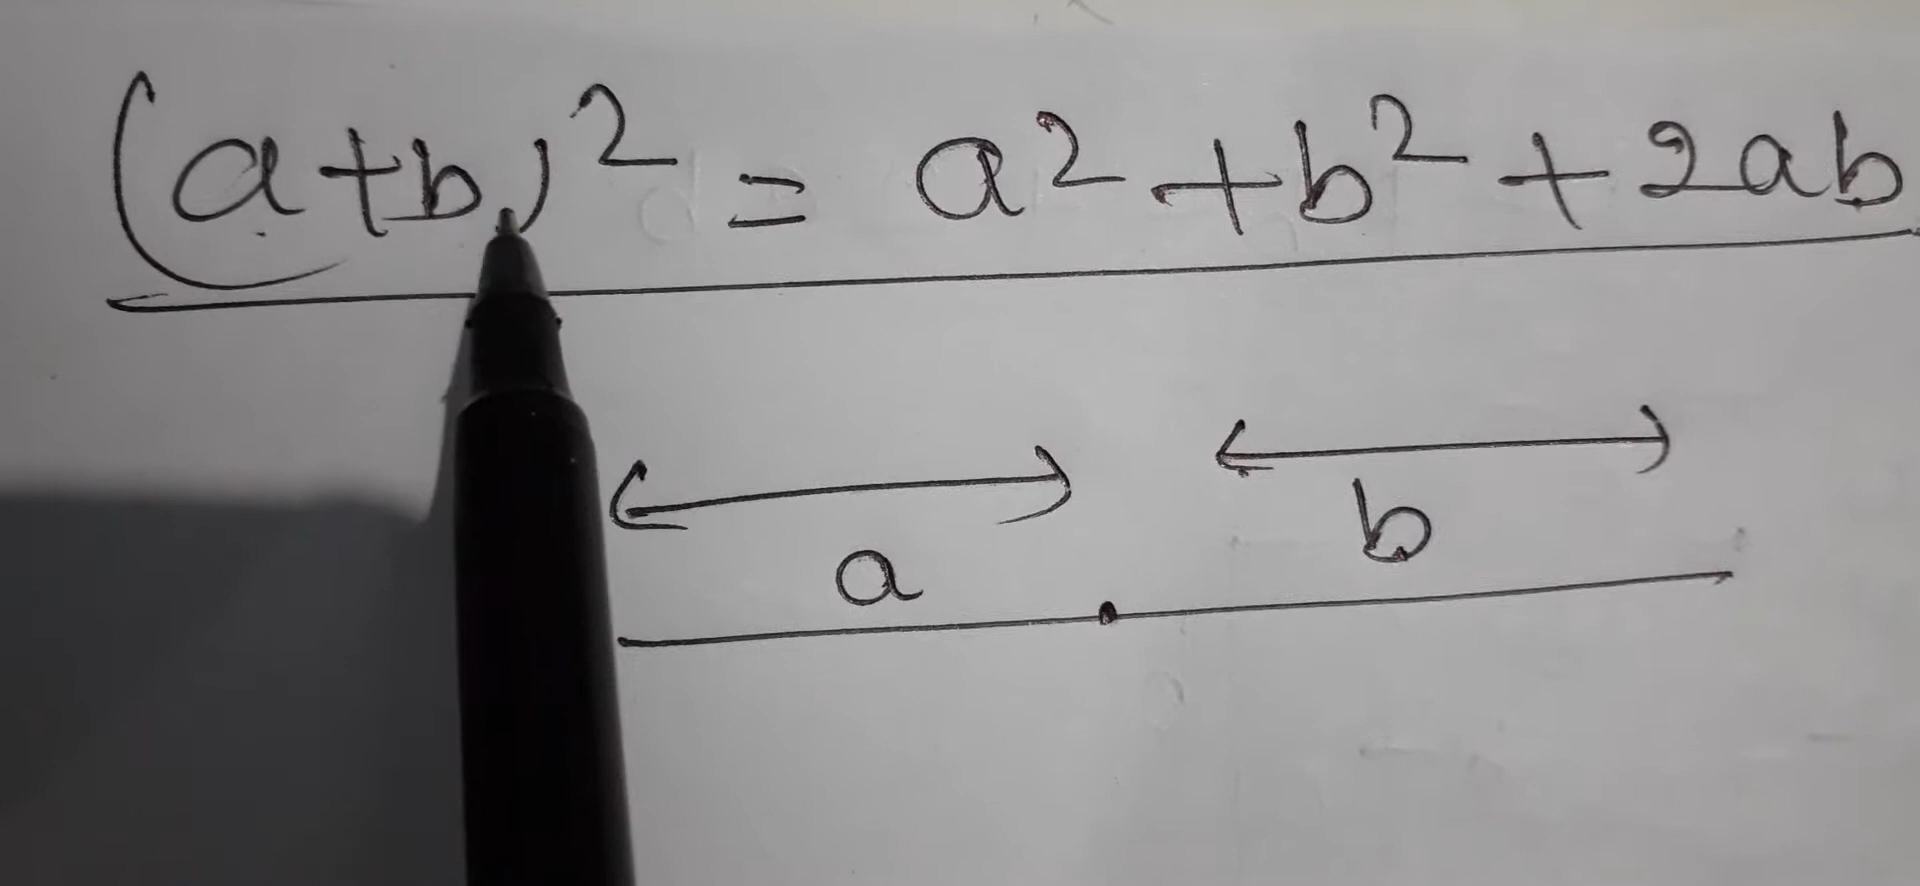 (a+b)² = a² + b² + 2ab
a b